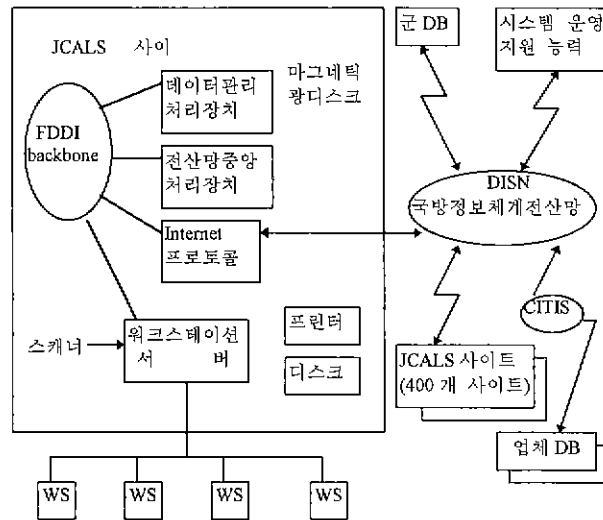 JCALS 사이
FDDI
backbone
데이터관리
처리장치
마그네틱
광디스크
전산망중앙
처리장치
Internet
프로토콜
스캐너
워크스테이션
서 버
프린터
디스크
WS
WS
WS
WS
군 DB
시스템 운영
지원 능력
DISN
국방정보체계전산망
CITIS
JCALS 사이트
(400 개 사이트)
업체 DB